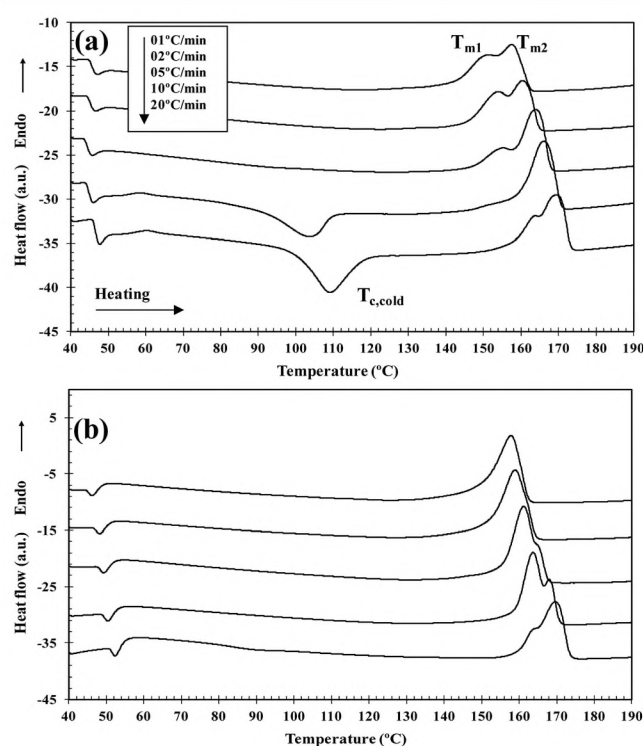 (a)
01ºC/min
02ºC/min
05ºC/min
10ºC/min
20ºC/min
Tm1 Tm2
Tc,cold
Heating
Heat flow (a.u.) Endo
-10
-15
-20
-25
-30
-35
-40
-45
40 50 60 70 80 90 100 110 120 130 140 150 160 170 180 190
Temperature (ºC)
(b)
Heat flow (a.u.) Endo
5
-5
-15
-25
-35
-45
40 50 60 70 80 90 100 110 120 130 140 150 160 170 180 190
Temperature (ºC)